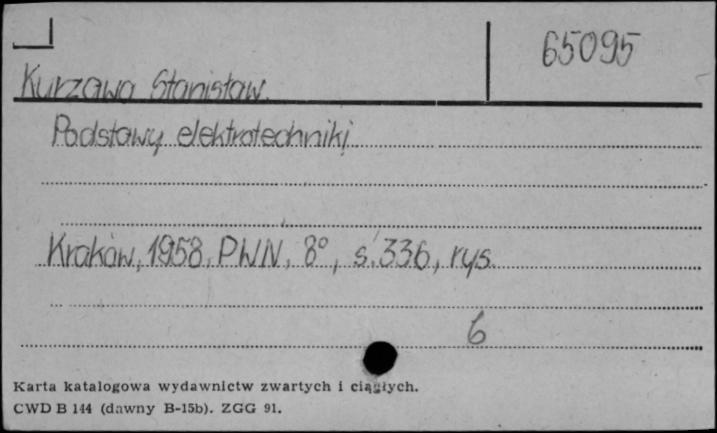 65095
Kurzawa Stanisław.
Podstawy elektrotechniki
Kraków, 1958, PWN, 8°, s. 336, rys.
6
Karta katalogowa wydawnictw zwartych i ciągłych.
CWD B 144 (dawny B-15b). ZGG 91.